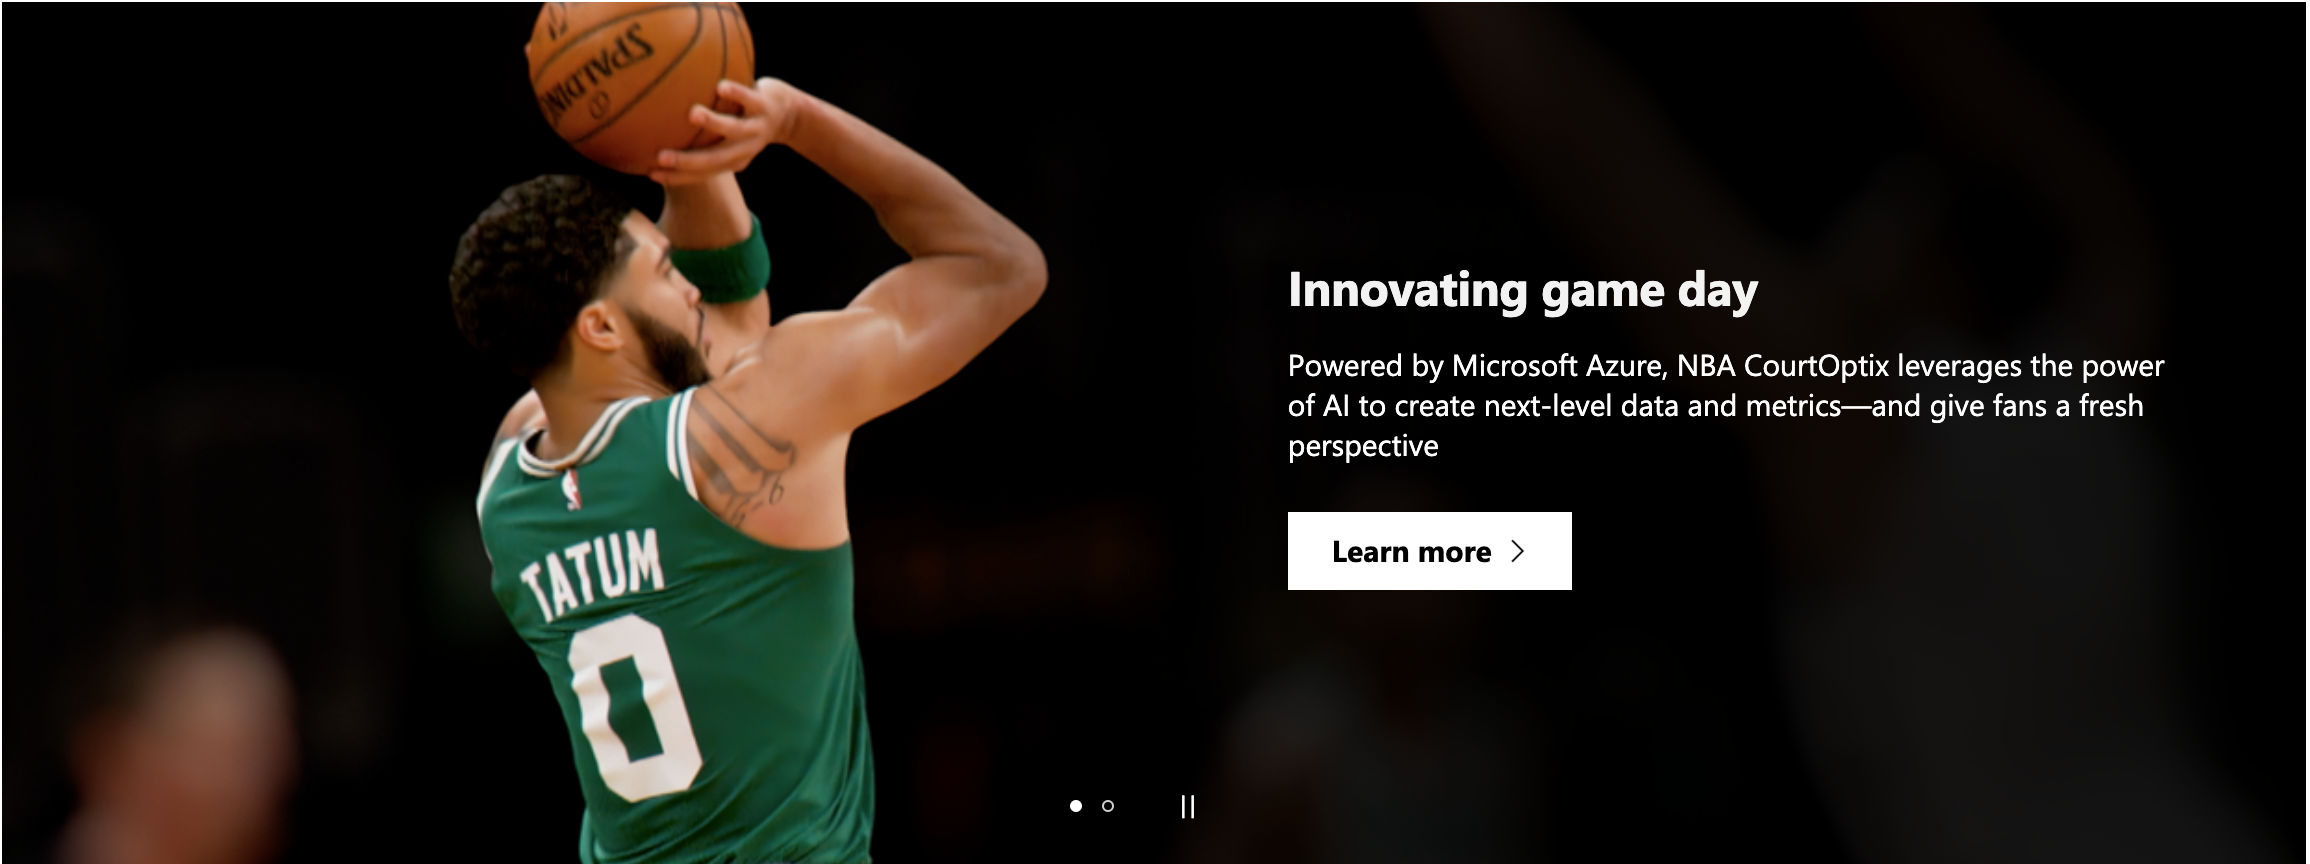 SPALDING
TATUM
0
Innovating game day
Powered by Microsoft Azure, NBA CourtOptix leverages the power
of AI to create next-level data and metrics—and give fans a fresh
perspective
Learn more